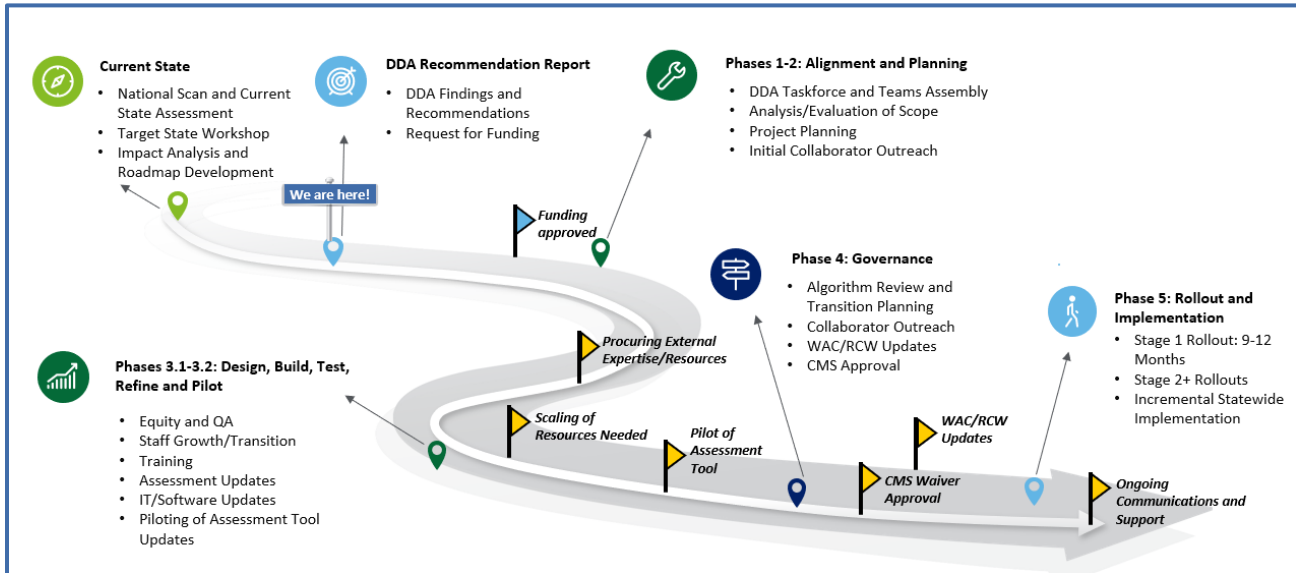 Current State
• National Scan and Current
State Assessment
• Target State Workshop
• Impact Analysis and
Roadmap Development
DDA Recommendation Report
• DDA Findings and
Recommendations
• Request for Funding
Phases 1-2: Alignment and Planning
• DDA Taskforce and Teams Assembly
• Analysis/Evaluation of Scope
• Project Planning
• Initial Collaborator Outreach
We are here!
Funding
approved
Phase 4: Governance
• Algorithm Review and
Transition Planning
• Collaborator Outreach
• WAC/RCW Updates
• CMS Approval
Phase 5: Rollout and
Implementation
• Stage 1 Rollout: 9-12
Months
• Stage 2+ Rollouts
• Incremental Statewide
Implementation
Procuring External
Expertise/Resources
Phases 3.1-3.2: Design, Build, Test,
Refine and Pilot
• Equity and QA
• Staff Growth/Transition
• Training
• Assessment Updates
• IT/Software Updates
• Piloting of Assessment Tool
Updates
Scaling of
Resources Needed
Pilot of
Assessment
Tool
WAC/RCW
Updates
CMS Waiver
Approval
Ongoing
Communications and
Support